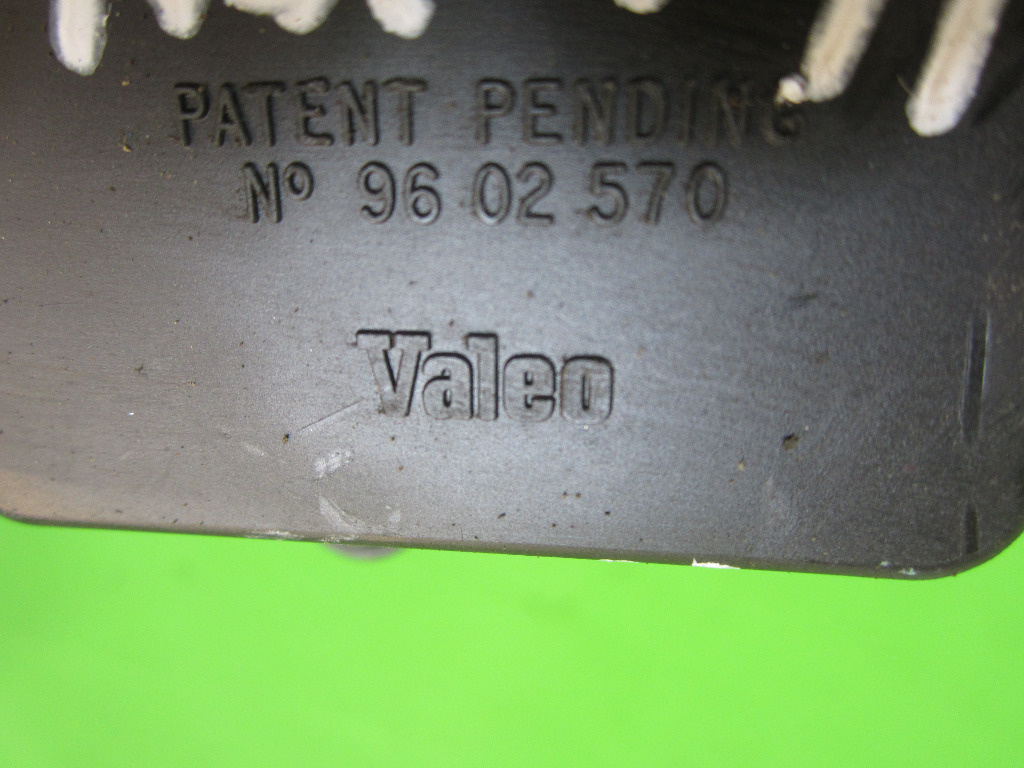 PATENT PENDING
Nº 96 02 570
Valeo